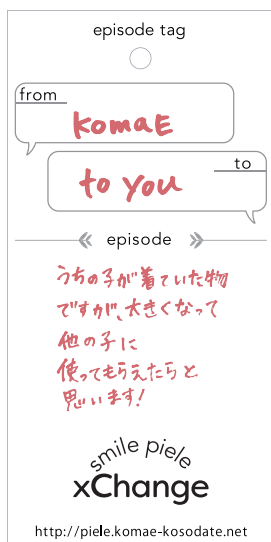 episode tag
from
komaE
to
to you
episode
うちの子が着ていた物
ですが、大きくなって
他の子に
使ってもらえたらと
思います!
smile piele
xChange
http://piele.komae-kosodate.net